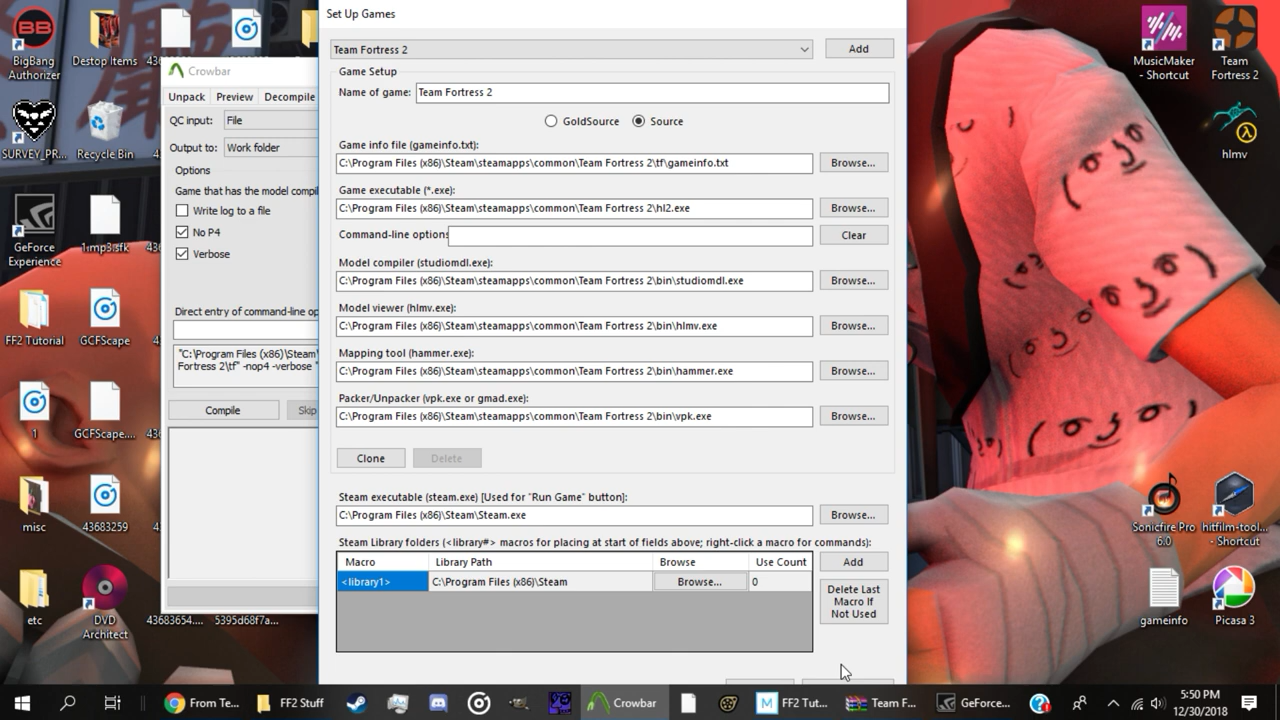 BigBang
Authorizer
Destop Items
SURVEY_PR...
Recycle Bin
GeForce
Experience
1.mp3.sfk
FF2 Tutorial
GCFScape
1
GCFScape....
misc
43683259
etc
DVD
Architect
43683654....
5395d68f7a...
Crowbar
Unpack
Preview
Decompile
QC input:
File
Output to:
Work folder
Options
Game that has the model compil
Write log to a file
No P4
Verbose
Direct entry of command-line op
"C:\Program Files (x86)\Steam\
Fortress 2\tf" -nop4 -verbose "
Compile
Skip
Set Up Games
Team Fortress 2
Add
Game Setup
Name of game:
Team Fortress 2
GoldSource
Source
Game info file (gameinfo.txt):
C:\Program Files (x86)\Steam\steamapps\common\Team Fortress 2\tf\gameinfo.txt
Browse...
Game executable (*.exe):
C:\Program Files (x86)\Steam\steamapps\common\Team Fortress 2\hl2.exe
Browse...
Command-line options
Clear
Model compiler (studiomdl.exe):
C:\Program Files (x86)\Steam\steamapps\common\Team Fortress 2\bin\studiomdl.exe
Browse...
Model viewer (hlmv.exe):
C:\Program Files (x86)\Steam\steamapps\common\Team Fortress 2\bin\hlmv.exe
Browse...
Mapping tool (hammer.exe):
C:\Program Files (x86)\Steam\steamapps\common\Team Fortress 2\bin\hammer.exe
Browse...
Packer/Unpacker (vpk.exe or gmad.exe):
C:\Program Files (x86)\Steam\steamapps\common\Team Fortress 2\bin\vpk.exe
Browse...
Clone
Delete
Steam executable (steam.exe) [Used for "Run Game" button]:
C:\Program Files (x86)\Steam\Steam.exe
Browse...
Steam Library folders (<library#> macros for placing at start of fields above; right-click a macro for commands):
Macro
Library Path
Browse
Use Count
Add
<library1>
C:\Program Files (x86)\Steam
Browse...
0
Delete Last
Macro If
Not Used
MusicMaker
- Shortcut
Team
Fortress 2
hlmv
Sonicfire Pro
6.0
hitfilm-tool...
- Shortcut
gameinfo
Picasa 3
From Te...
FF2 Stuff
Crowbar
FF2 Tut...
Team F...
GeForce...
5:50 PM
12/30/2018